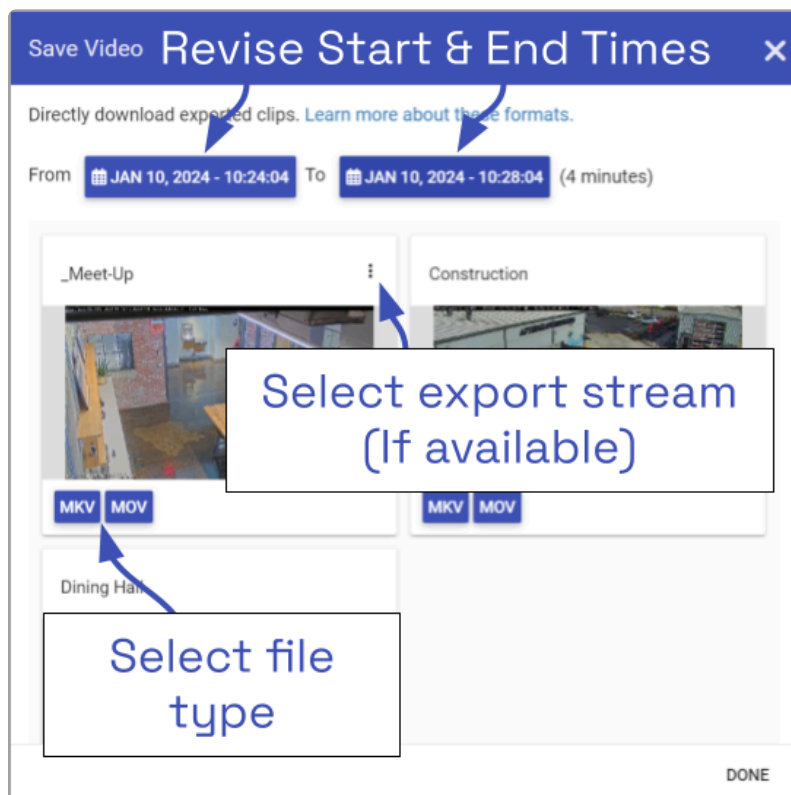 Save Video Revise Start & End Times ×
Directly download exported clips. Learn more about these formats.
From JAN 10, 2024 - 10:24:04 To JAN 10, 2024 - 10:28:04 (4 minutes)
_Meet-Up Construction
Select export stream
(If available)
MKV MOV MKV MOV
Dining Hall
Select file
type
DONE